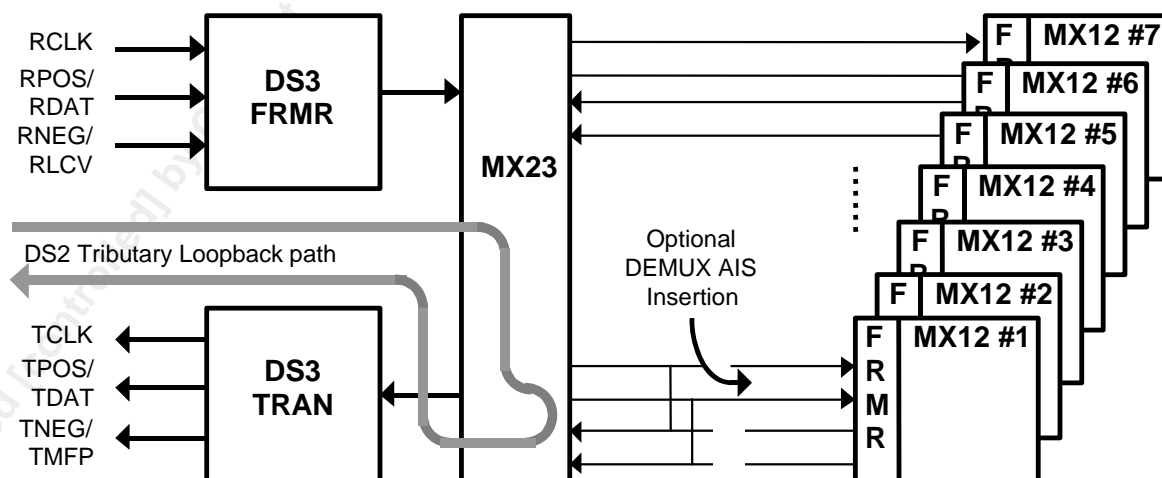 RCLK
RPOS/
RDAT
RNEG/
RLCV
DS3
FRMR
MX23
DS2 Tributary Loopback path
TCLK
TPOS/
TDAT
TNEG/
TMFP
DS3
TRAN
Optional
DEMUX AIS
Insertion
F
MX12 #7
F
MX12 #6
F
MX12 #5
F
MX12 #4
F
MX12 #3
F
MX12 #2
F
R
M
R
MX12 #1